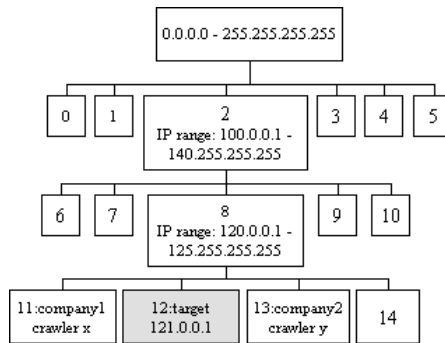 0.0.0.0 - 255.255.255.255
0
1
2
IP range: 100.0.0.1 -
140.255.255.255
3
4
5
6
7
8
IP range: 120.0.0.1 -
125.255.255.255
9
10
11:company1
crawler x
12:target
121.0.0.1
13:company2
crawler y
14